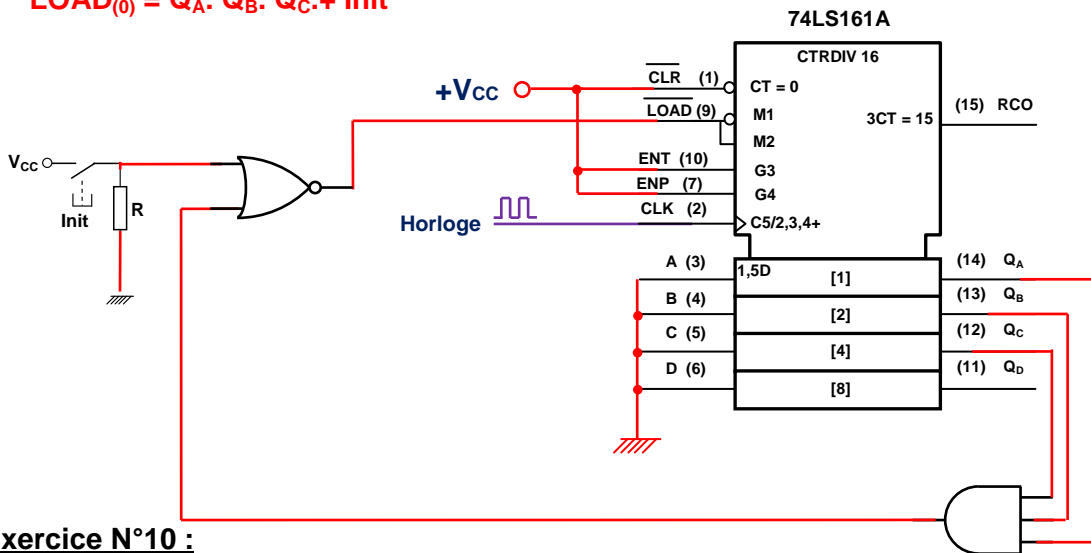 LOAD(0) = QA. QB. QC.+ Init
74LS161A
CTRDIV 16
+VCC
CLR (1)
CT = 0
LOAD (9)
M1
(15) RCO
3CT = 15
M2
VCC
ENT (10)
G3
ENP (7)
G4
Init
R
Horloge
CLK (2)
C5/2,3,4+
A (3)
1,5D
[1]
(14) QA
B (4)
[2]
(13) QB
C (5)
[4]
(12) QC
D (6)
[8]
(11) QD
xercice N°10 :